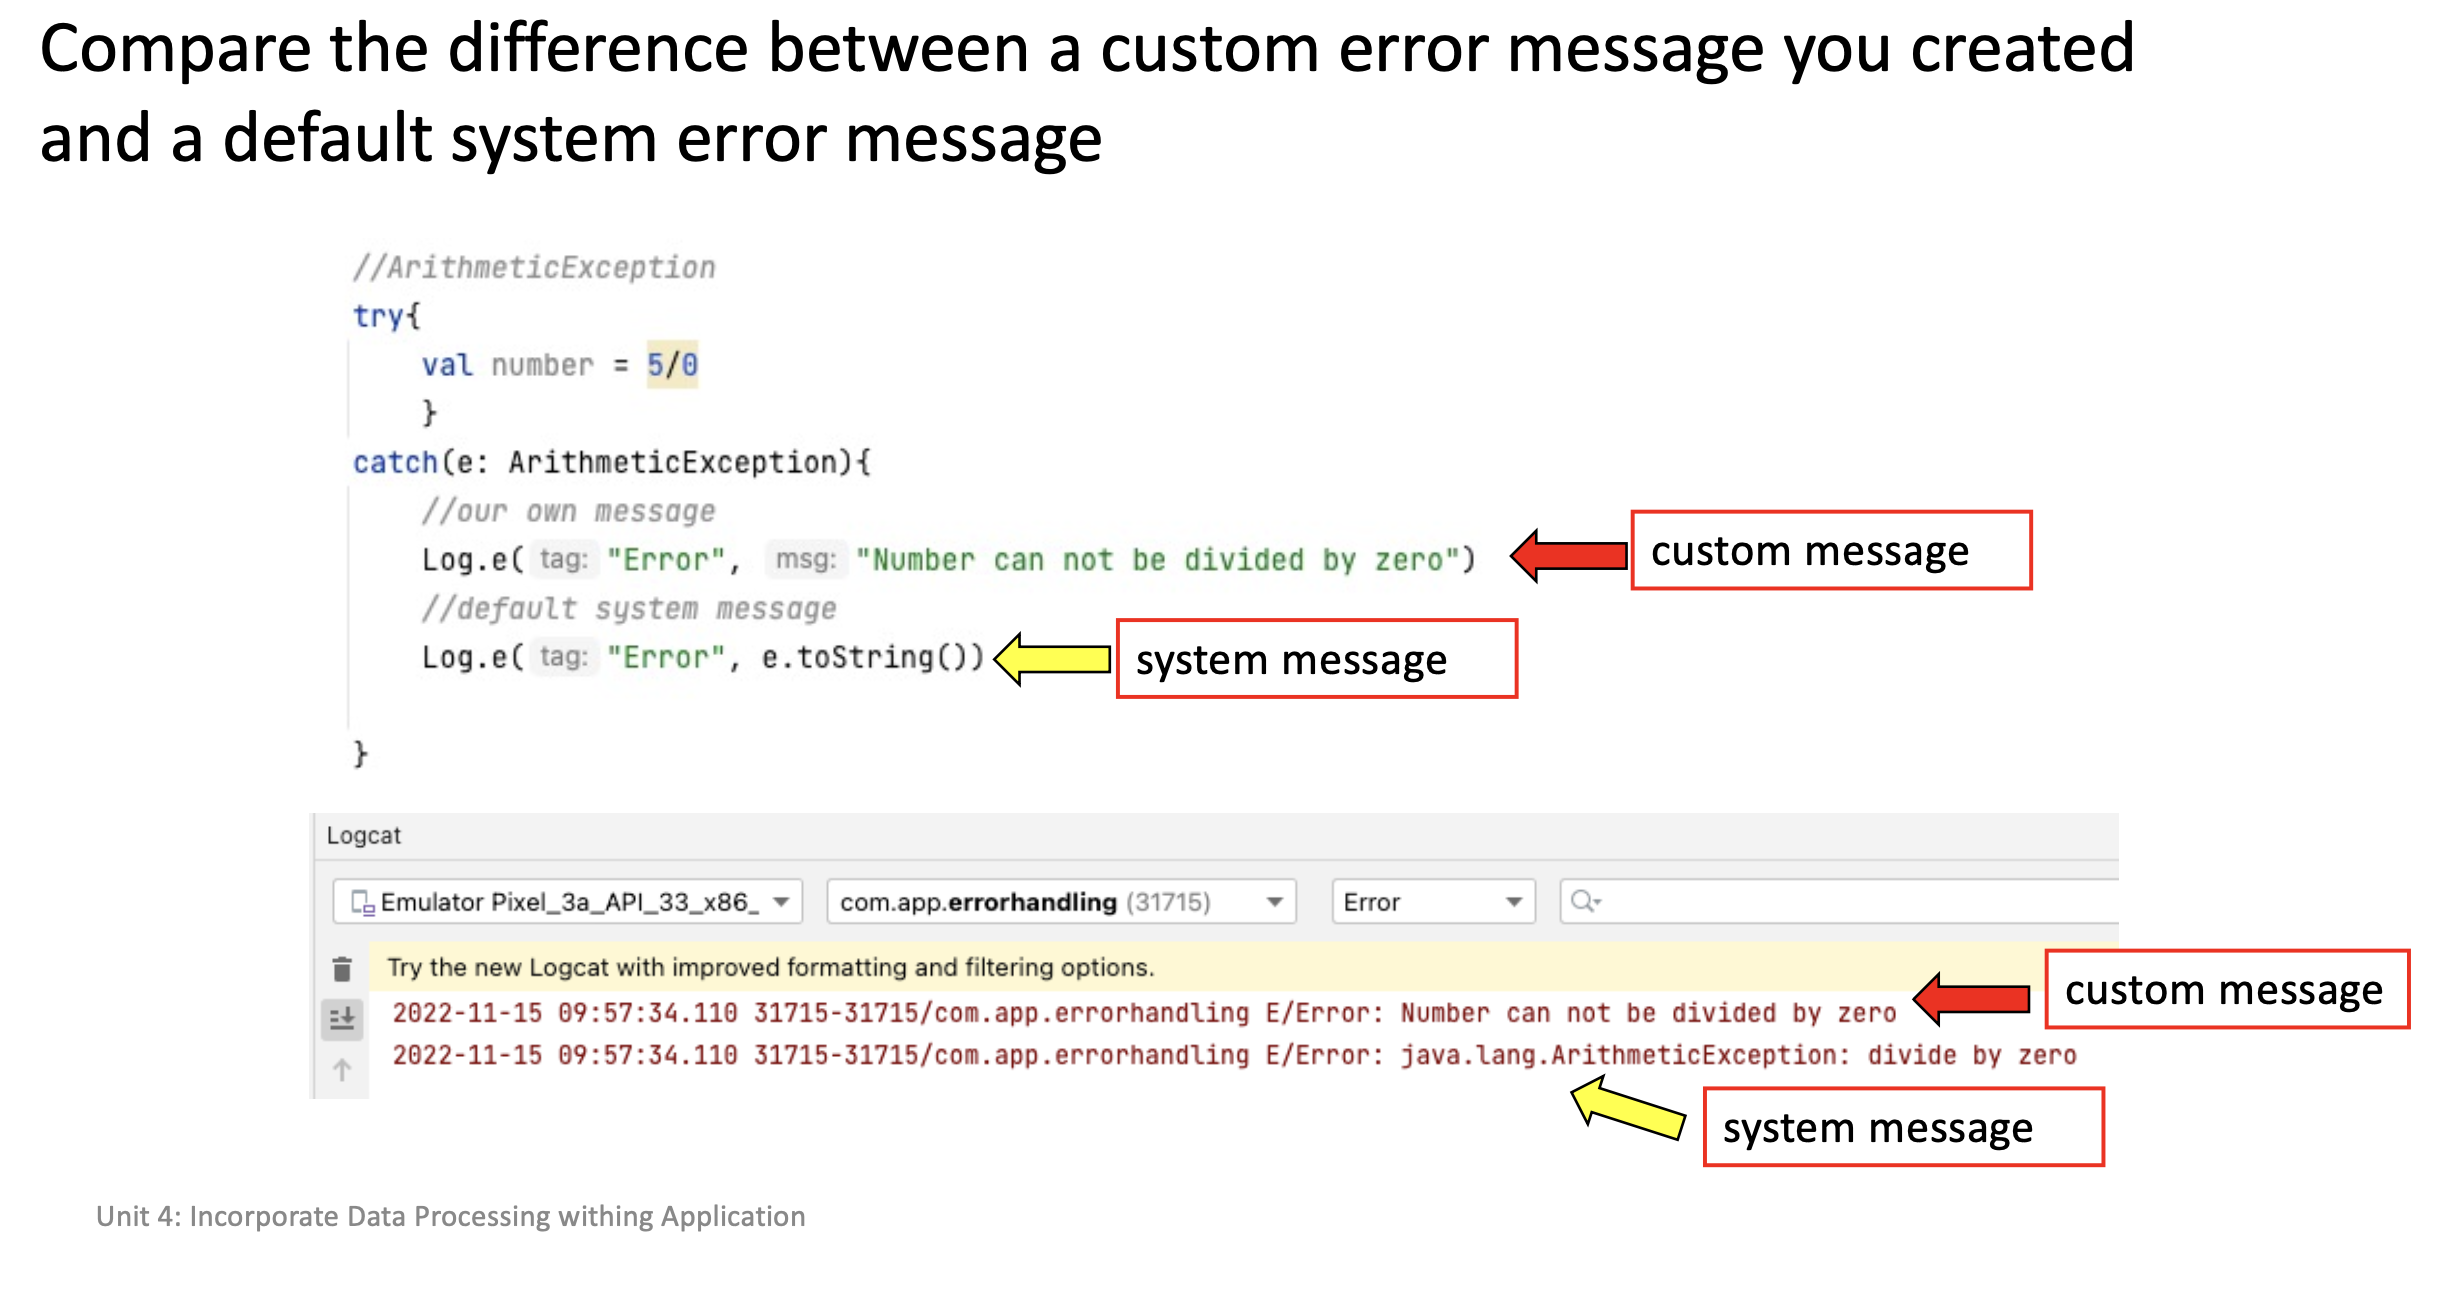 Compare the difference between a custom error message you created
and a default system error message
//ArithmeticException
try{
val number = 5/0
}
catch(e: ArithmeticException){
//our own message
Log.e( tag: "Error", msg: "Number can not be divided by zero")
custom message
//default system message
Log.e( tag: "Error", e.toString())
system message
}
Logcat
Emulator Pixel_3a_API_33_x86_
com.app.errorhandling (31715)
Error
Try the new Logcat with improved formatting and filtering options.
2022-11-15 09:57:34.110 31715-31715/com.app.errorhandling E/Error: Number can not be divided by zero
custom message
2022-11-15 09:57:34.110 31715-31715/com.app.errorhandling E/Error: java.lang.ArithmeticException: divide by zero
system message
Unit 4: Incorporate Data Processing withing Application